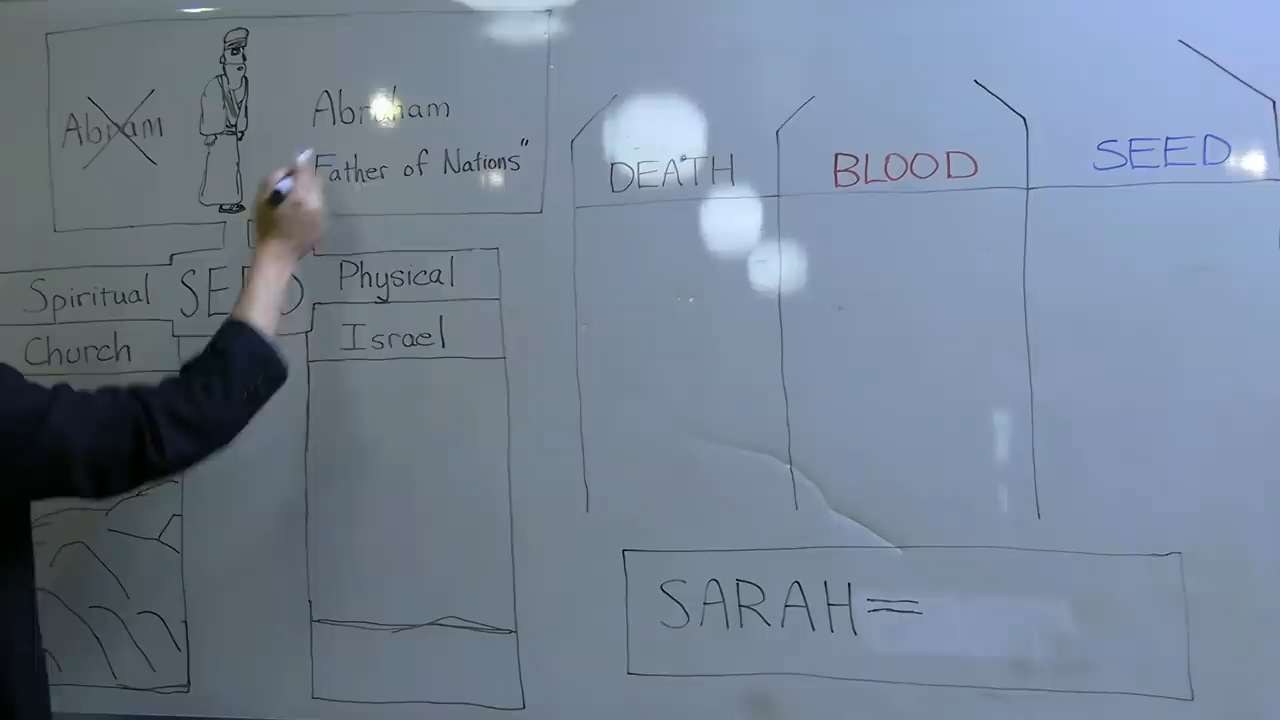 Abram
Abraham
Father of Nations"
DEATH
BLOOD
SEED
Spiritual
Physical
Church
Israel
SARAH=